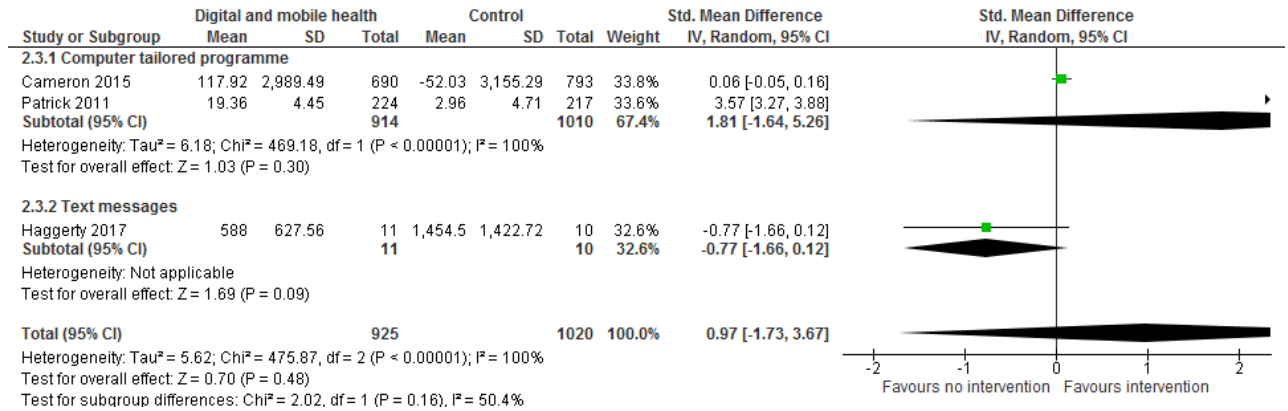 Digital and mobile health Control Std. Mean Difference Std. Mean Difference
Study or Subgroup Mean SD Total Mean SD Total Weight IV, Random, 95% CI IV, Random, 95% CI
2.3.1 Computer tailored programme
Cameron 2015 117.92 2,989.49 690 -52.03 3,155.29 793 33.8% 0.06 [-0.05, 0.16]
Patrick 2011 19.36 4.45 224 2.96 4.71 217 33.6% 3.57 [3.27, 3.88]
Subtotal (95% CI) 914 1010 67.4% 1.81 [-1.64, 5.26]
Heterogeneity: Tau² = 6.18; Chi² = 469.18, df = 1 (P < 0.00001); I² = 100%
Test for overall effect: Z = 1.03 (P = 0.30)
2.3.2 Text messages
Haggerty 2017 588 627.56 11 1,454.5 1,422.72 10 32.6% -0.77 [-1.66, 0.12]
Subtotal (95% CI) 11 10 32.6% -0.77 [-1.66, 0.12]
Heterogeneity: Not applicable
Test for overall effect: Z = 1.69 (P = 0.09)
Total (95% CI) 925 1020 100.0% 0.97 [-1.73, 3.67]
Heterogeneity: Tau² = 5.62; Chi² = 475.87, df = 2 (P < 0.00001); I² = 100%
Test for overall effect: Z = 0.70 (P = 0.48)
Test for subgroup differences: Chi² = 2.02, df = 1 (P = 0.16), I² = 50.4%
-2 -1 0 1 2
Favours no intervention Favours intervention